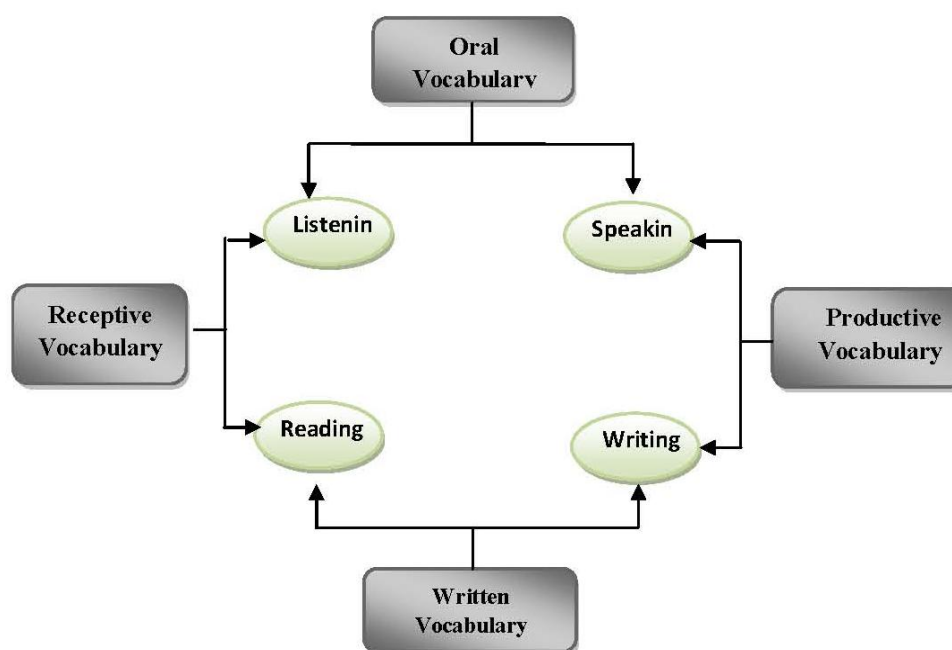 Oral
Vocabulary
Listenin
Speakin
Receptive
Vocabulary
Productive
Vocabulary
Reading
Writing
Written
Vocabulary